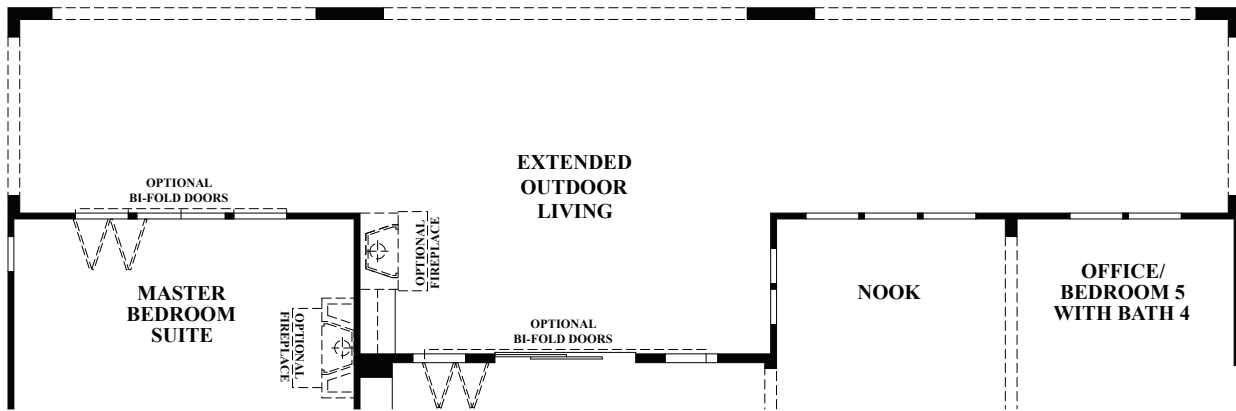 EXTENDED
OUTDOOR
LIVING
OPTIONAL
BI-FOLD DOORS
OPTIONAL
FIREPLACE
MASTER
BEDROOM
SUITE
OPTIONAL
FIREPLACE
OPTIONAL
BI-FOLD DOORS
NOOK
OFFICE/
BEDROOM 5
WITH BATH 4